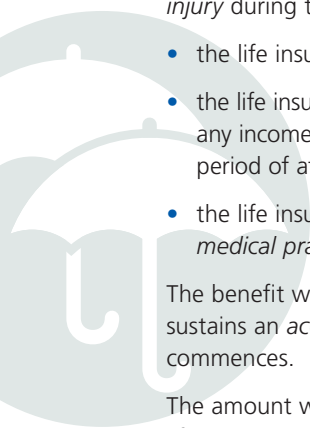 injury during t
• the life insu
• the life insu
any income
period of a
• the life insu
medical pra
The benefit w
sustains an ac
commences.
The amount w